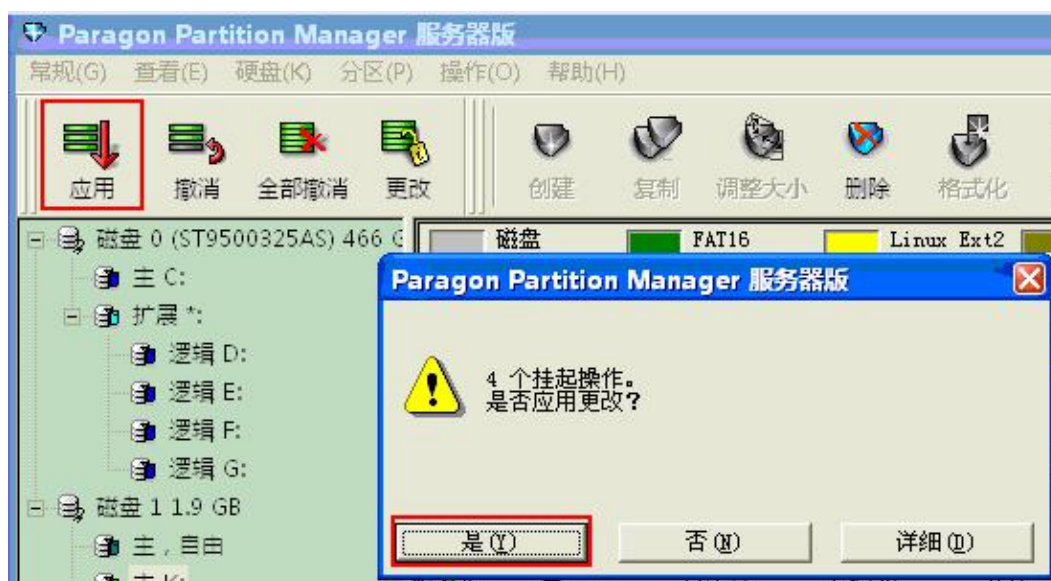 Paragon Partition Manager 服务器版
常规(G) 查看(E) 硬盘(K) 分区(P) 操作(O) 帮助(H)
应用 撤消 全部撤消 更改 创建 复制 调整大小 删除 格式化
磁盘 0 (ST9500325AS) 466 G
磁盘 FAT16 Linux Ext2
主 C:
扩展 *:
逻辑 D:
逻辑 E:
逻辑 F:
逻辑 G:
磁盘 1 1.9 GB
主 , 自由
主 K:
Paragon Partition Manager 服务器版
4 个挂起操作。
是否应用更改?
是(Y) 否(N) 详细(D)